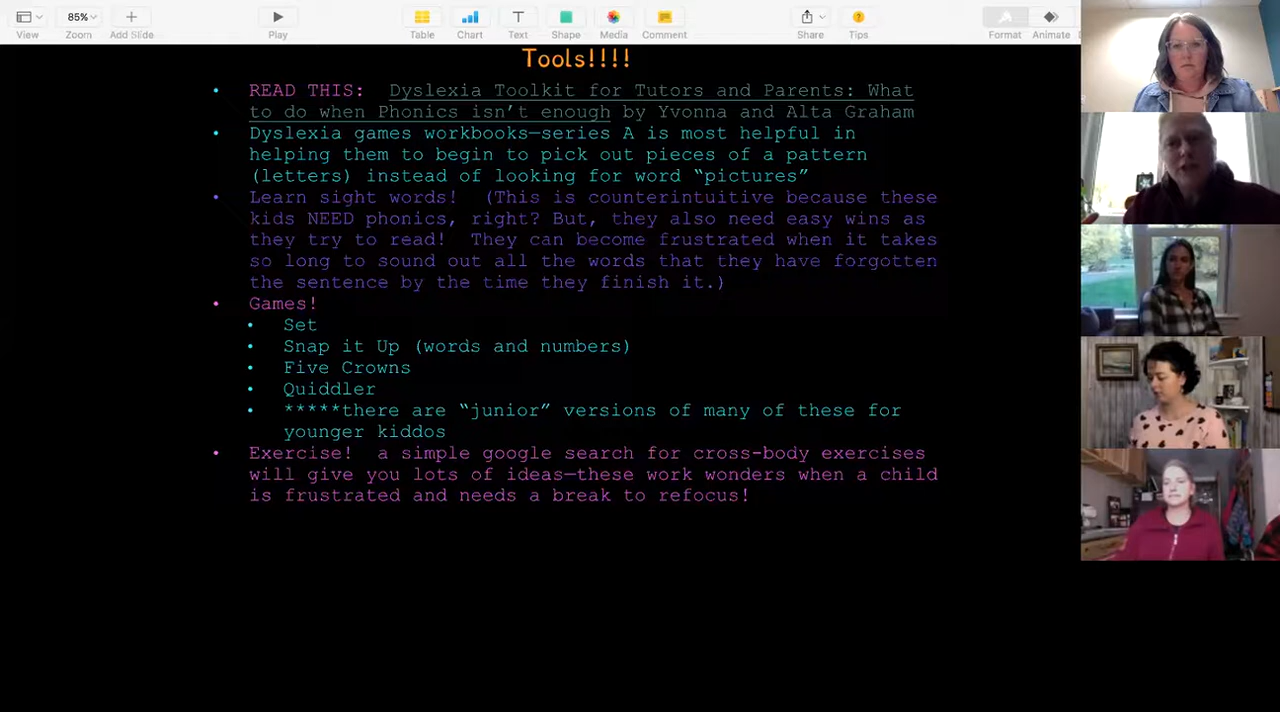 85%
View
Zoom
Add Slide
Play
Table
Chart
Text
Shape
Media
Comment
Share
Tips
Format
Animate
Tools!!!!
• READ THIS: Dyslexia Toolkit for Tutors and Parents: What
to do when Phonics isn’t enough by Yvonna and Alta Graham
• Dyslexia games workbooks—series A is most helpful in
helping them to begin to pick out pieces of a pattern
(letters) instead of looking for word “pictures”
• Learn sight words! (This is counterintuitive because these
kids NEED phonics, right? But, they also need easy wins as
they try to read! They can become frustrated when it takes
so long to sound out all the words that they have forgotten
the sentence by the time they finish it.)
• Games!
• Set
• Snap it Up (words and numbers)
• Five Crowns
• Quiddler
• *****there are “junior” versions of many of these for
younger kiddos
• Exercise! a simple google search for cross-body exercises
will give you lots of ideas—these work wonders when a child
is frustrated and needs a break to refocus!